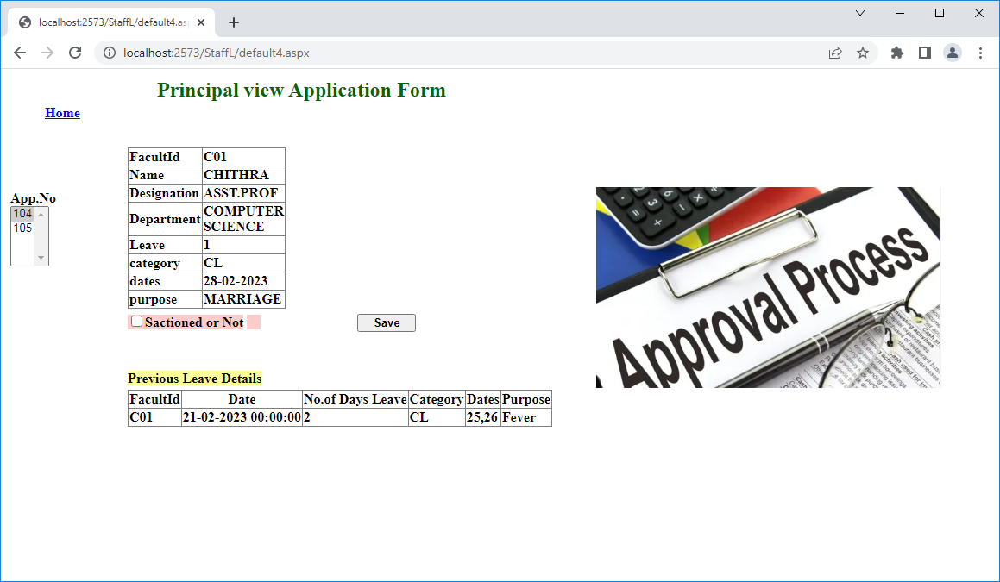 localhost:2573/StaffL/default4.as
localhost:2573/StaffL/default4.aspx
Principal view Application Form
Home
FacultId C01
Name CHITHRA
Designation ASST.PROF
Department COMPUTER SCIENCE
Leave 1
category CL
dates 28-02-2023
purpose MARRIAGE
App.No
104
105
Sactioned or Not
Save
Approval Process
Previous Leave Details
FacultId Date No.of Days Leave Category Dates Purpose
C01 21-02-2023 00:00:00 2 CL 25,26 Fever